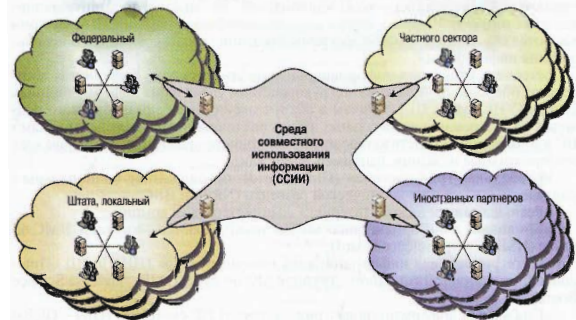 Федеральный
Частного сектора
Среда
совместного
использования
информации
(ССИИ)
Штата, локальный
Иностранных партнеров